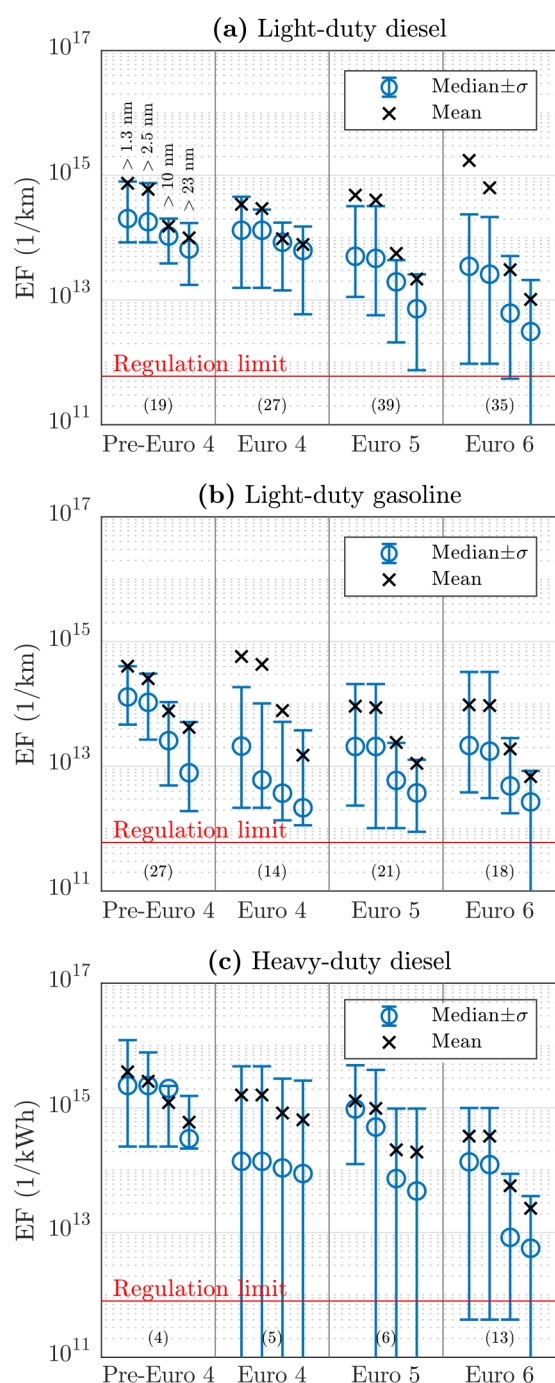 (a) Light-duty diesel
10^17
Median±σ
Mean
> 1.3 nm
> 2.5 nm
> 10 nm
> 23 nm
10^15
EF (1/km)
10^13
Regulation limit
(19) (27) (39) (35)
10^11
Pre-Euro 4 Euro 4 Euro 5 Euro 6
(b) Light-duty gasoline
10^17
Median±σ
Mean
10^15
EF (1/km)
10^13
Regulation limit
(27) (14) (21) (18)
10^11
Pre-Euro 4 Euro 4 Euro 5 Euro 6
(c) Heavy-duty diesel
10^17
Median±σ
Mean
10^15
EF (1/kWh)
10^13
Regulation limit
(4) (5) (6) (13)
10^11
Pre-Euro 4 Euro 4 Euro 5 Euro 6